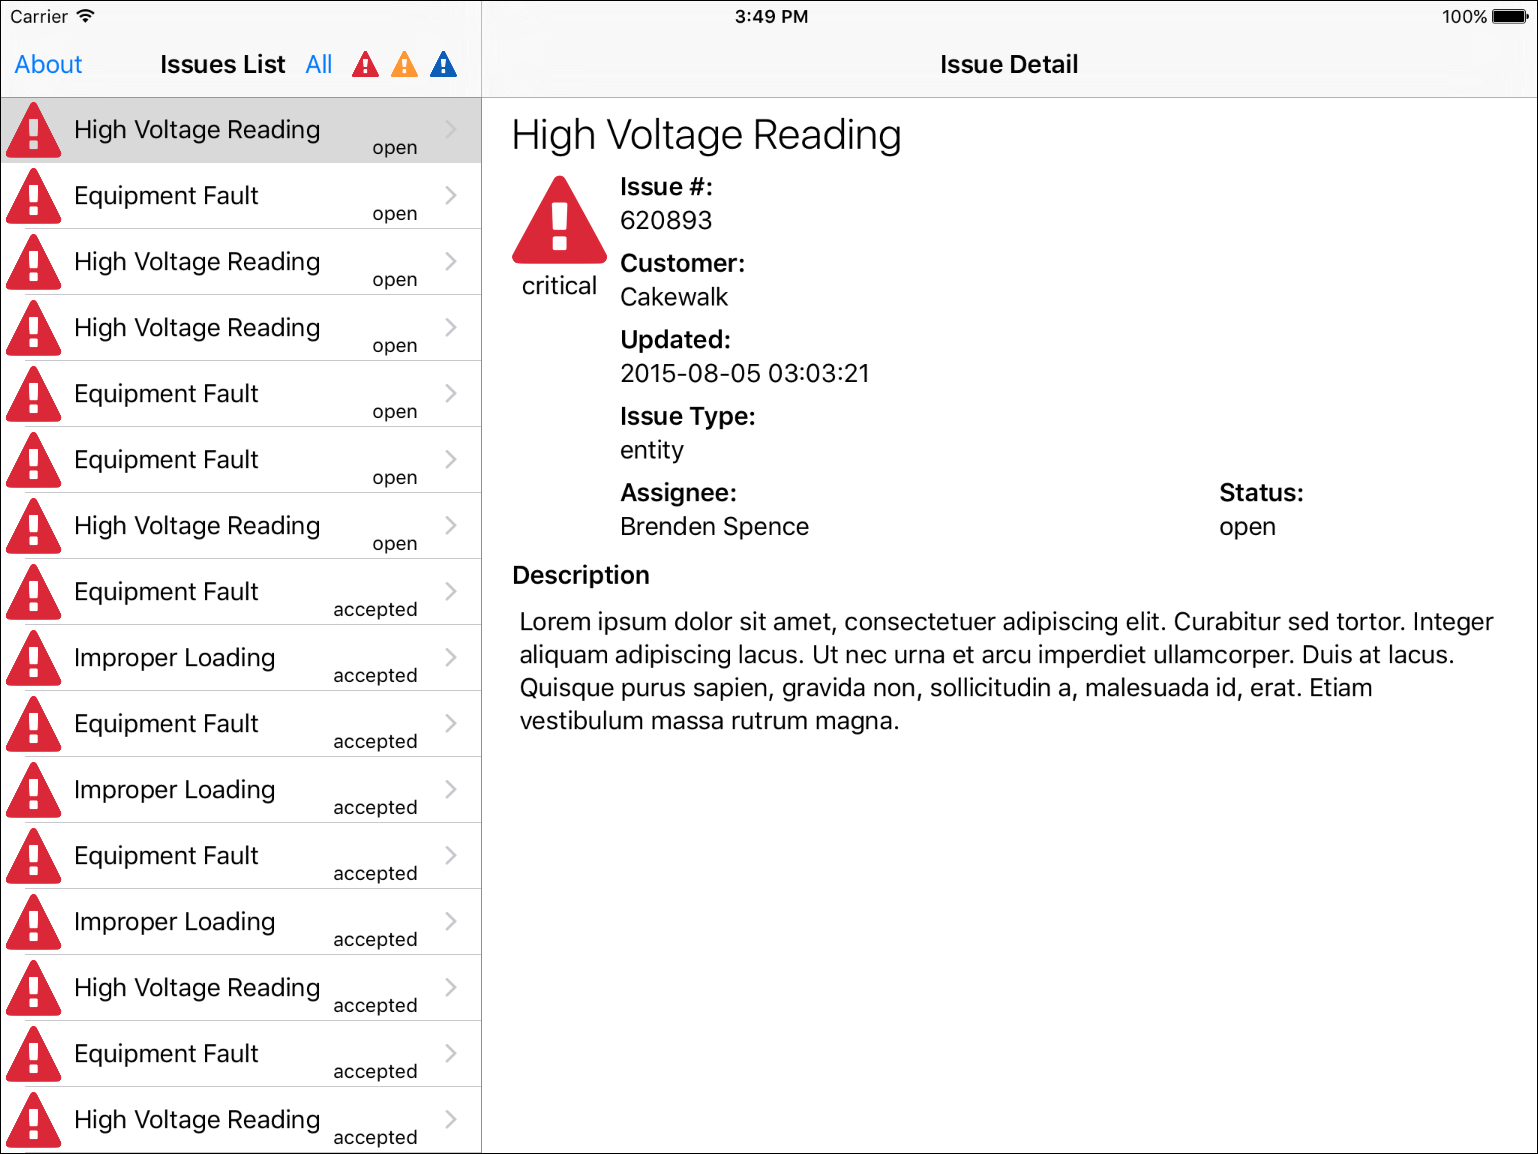 Carrier 3:49 PM 100%
About Issues List All
Issue Detail
High Voltage Reading
open
Equipment Fault
open
High Voltage Reading
open
High Voltage Reading
open
Equipment Fault
open
Equipment Fault
open
High Voltage Reading
open
Equipment Fault
accepted
Improper Loading
accepted
Equipment Fault
accepted
Improper Loading
accepted
Equipment Fault
accepted
Improper Loading
accepted
High Voltage Reading
accepted
Equipment Fault
accepted
High Voltage Reading
accepted
High Voltage Reading
critical
Issue #:
620893
Customer:
Cakewalk
Updated:
2015-08-05 03:03:21
Issue Type:
entity
Assignee:
Brenden Spence
Status:
open
Description
Lorem ipsum dolor sit amet, consectetuer adipiscing elit. Curabitur sed tortor. Integer
aliquam adipiscing lacus. Ut nec urna et arcu imperdiet ullamcorper. Duis at lacus.
Quisque purus sapien, gravida non, sollicitudin a, malesuada id, erat. Etiam
vestibulum massa rutrum magna.